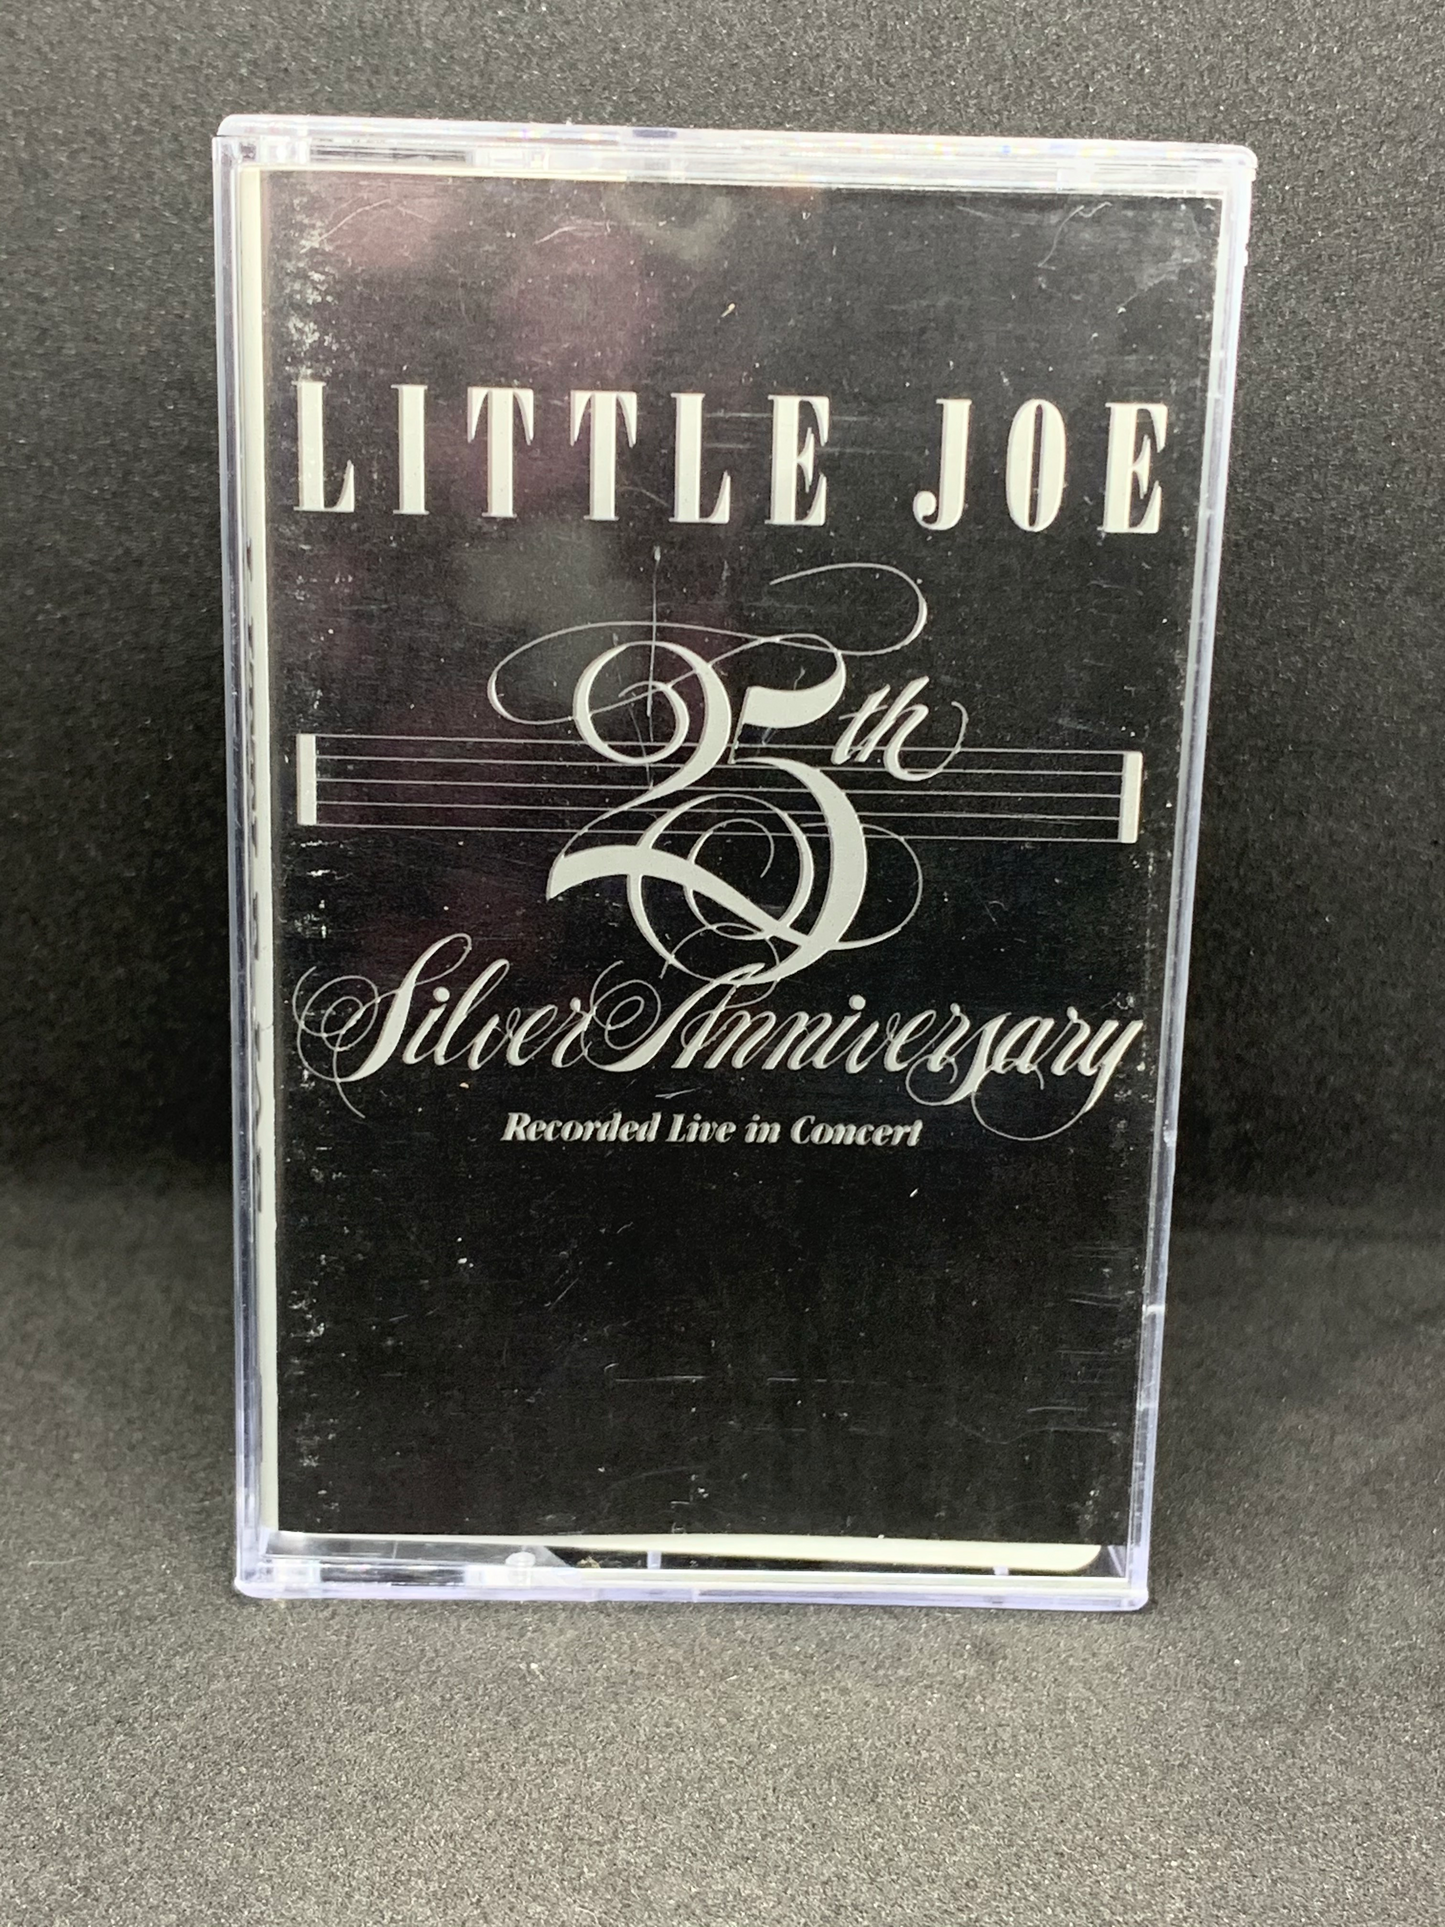 LITTLE JOE
25th
Silver Anniversary
Recorded Live in Concert